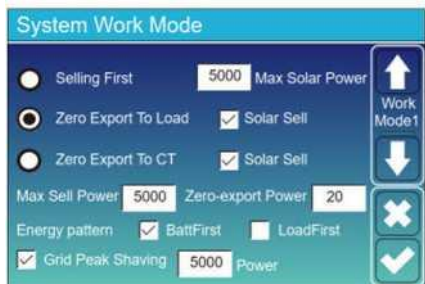 System Work Mode
Selling First 5000 Max Solar Power
Zero Export To Load Solar Sell
Zero Export To CT Solar Sell
Max Sell Power 5000 Zero-export Power 20
Energy pattern BattFirst LoadFirst
Grid Peak Shaving 5000 Power
Work
Mode1